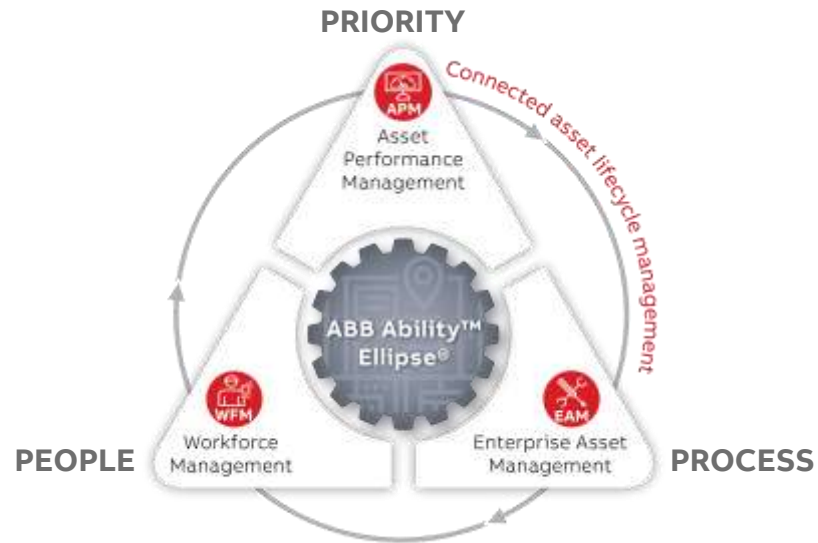 PRIORITY
APM
Asset
Performance
Management
Connected asset lifecycle management
ABB Ability™
Ellipse®
WFM
Workforce
Management
EAM
Enterprise Asset
Management
PEOPLE
PROCESS